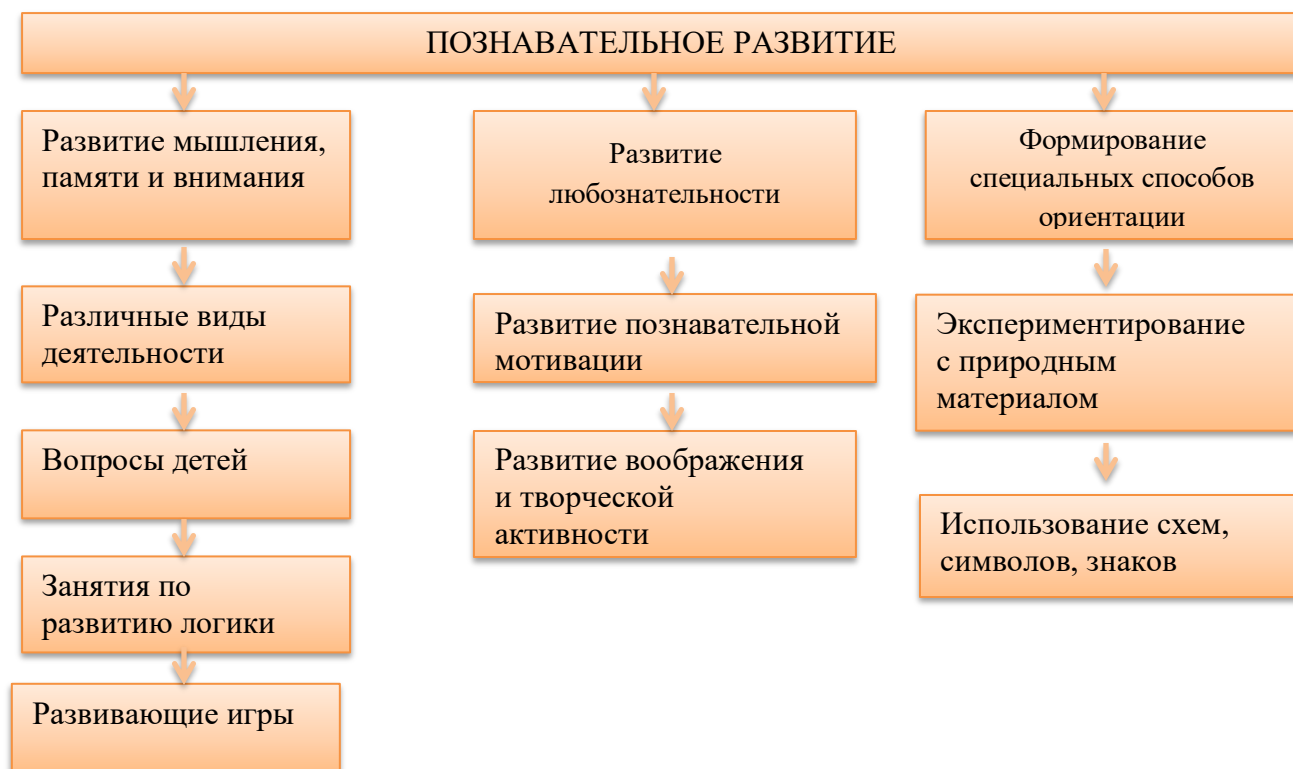 ПОЗНАВАТЕЛЬНОЕ РАЗВИТИЕ
Развитие мышления,
памяти и внимания
Различные виды
деятельности
Вопросы детей
Занятия по
развитию логики
Развивающие игры
Развитие
любознательности
Развитие познавательной
мотивации
Развитие воображения
и творческой
активности
Формирование
специальных способов
ориентации
Экспериментирование
с природным
материалом
Использование схем,
символов, знаков